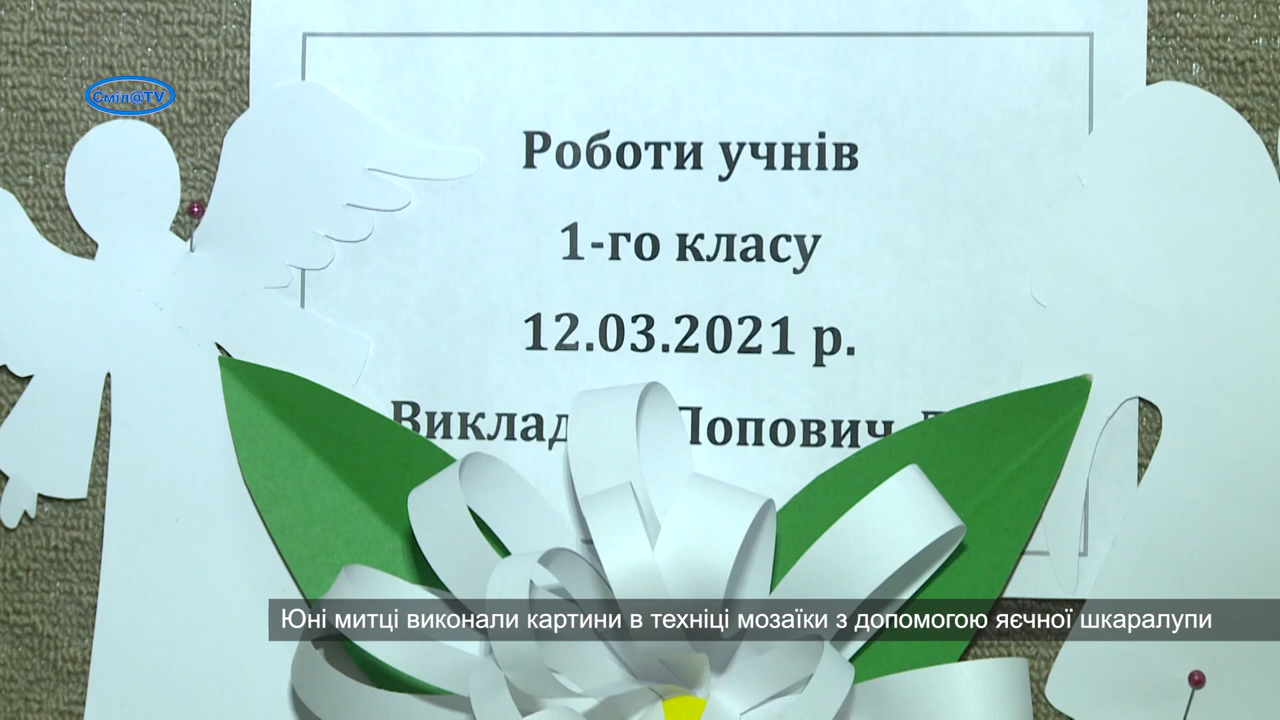 Сміл@TV
Роботи учнів
1-го класу
12.03.2021 р.
Попович
Юні митці виконали картини в техніці мозаїки з допомогою яєчної шкаралупи